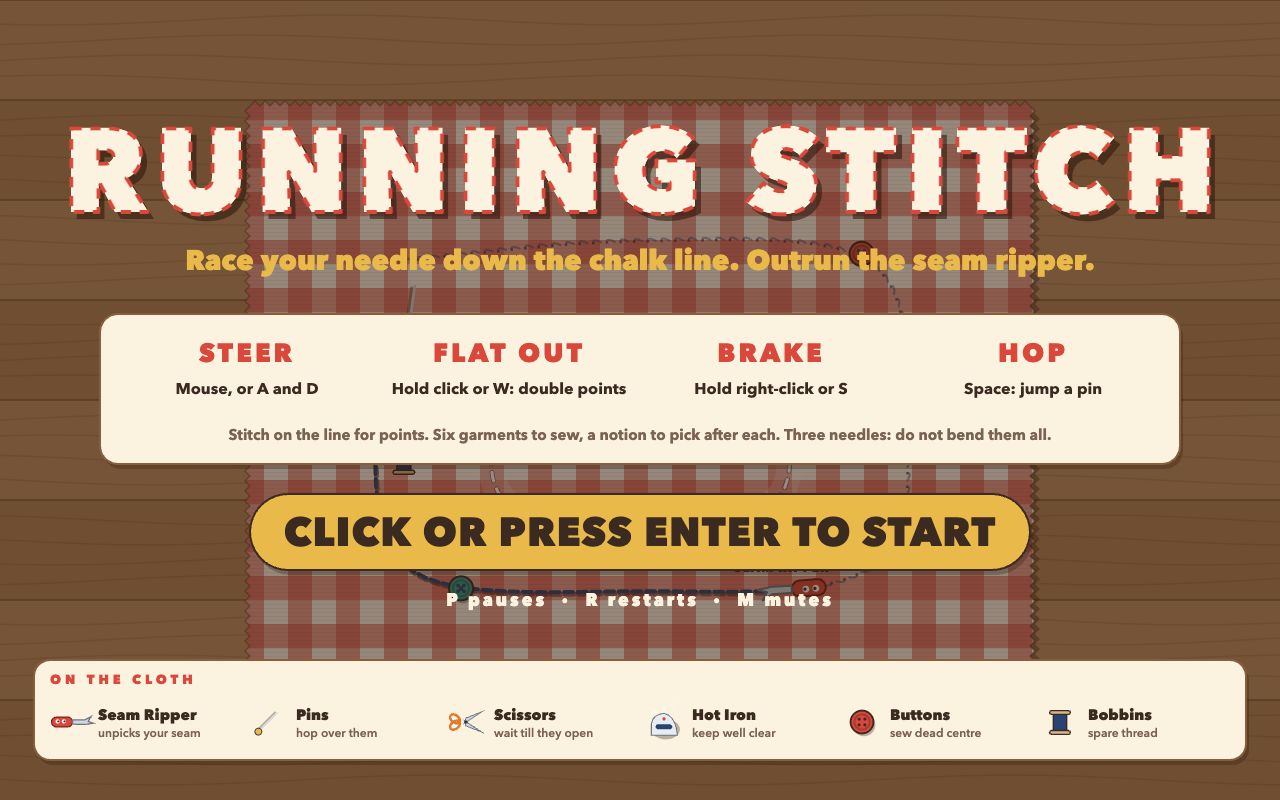 RUNNING STITCH
Race your needle down the chalk line. Outrun the seam ripper.
STEER
Mouse, or A and D
FLAT OUT
Hold click or W: double points
BRAKE
Hold right-click or S
HOP
Space: jump a pin
Stitch on the line for points. Six garments to sew, a notion to pick after each. Three needles: do not bend them all.
CLICK OR PRESS ENTER TO START
P pauses · R restarts · M mutes
ON THE CLOTH
Seam Ripper
unpicks your seam
Pins
hop over them
Scissors
wait till they open
Hot Iron
keep well clear
Buttons
sew dead centre
Bobbins
spare thread